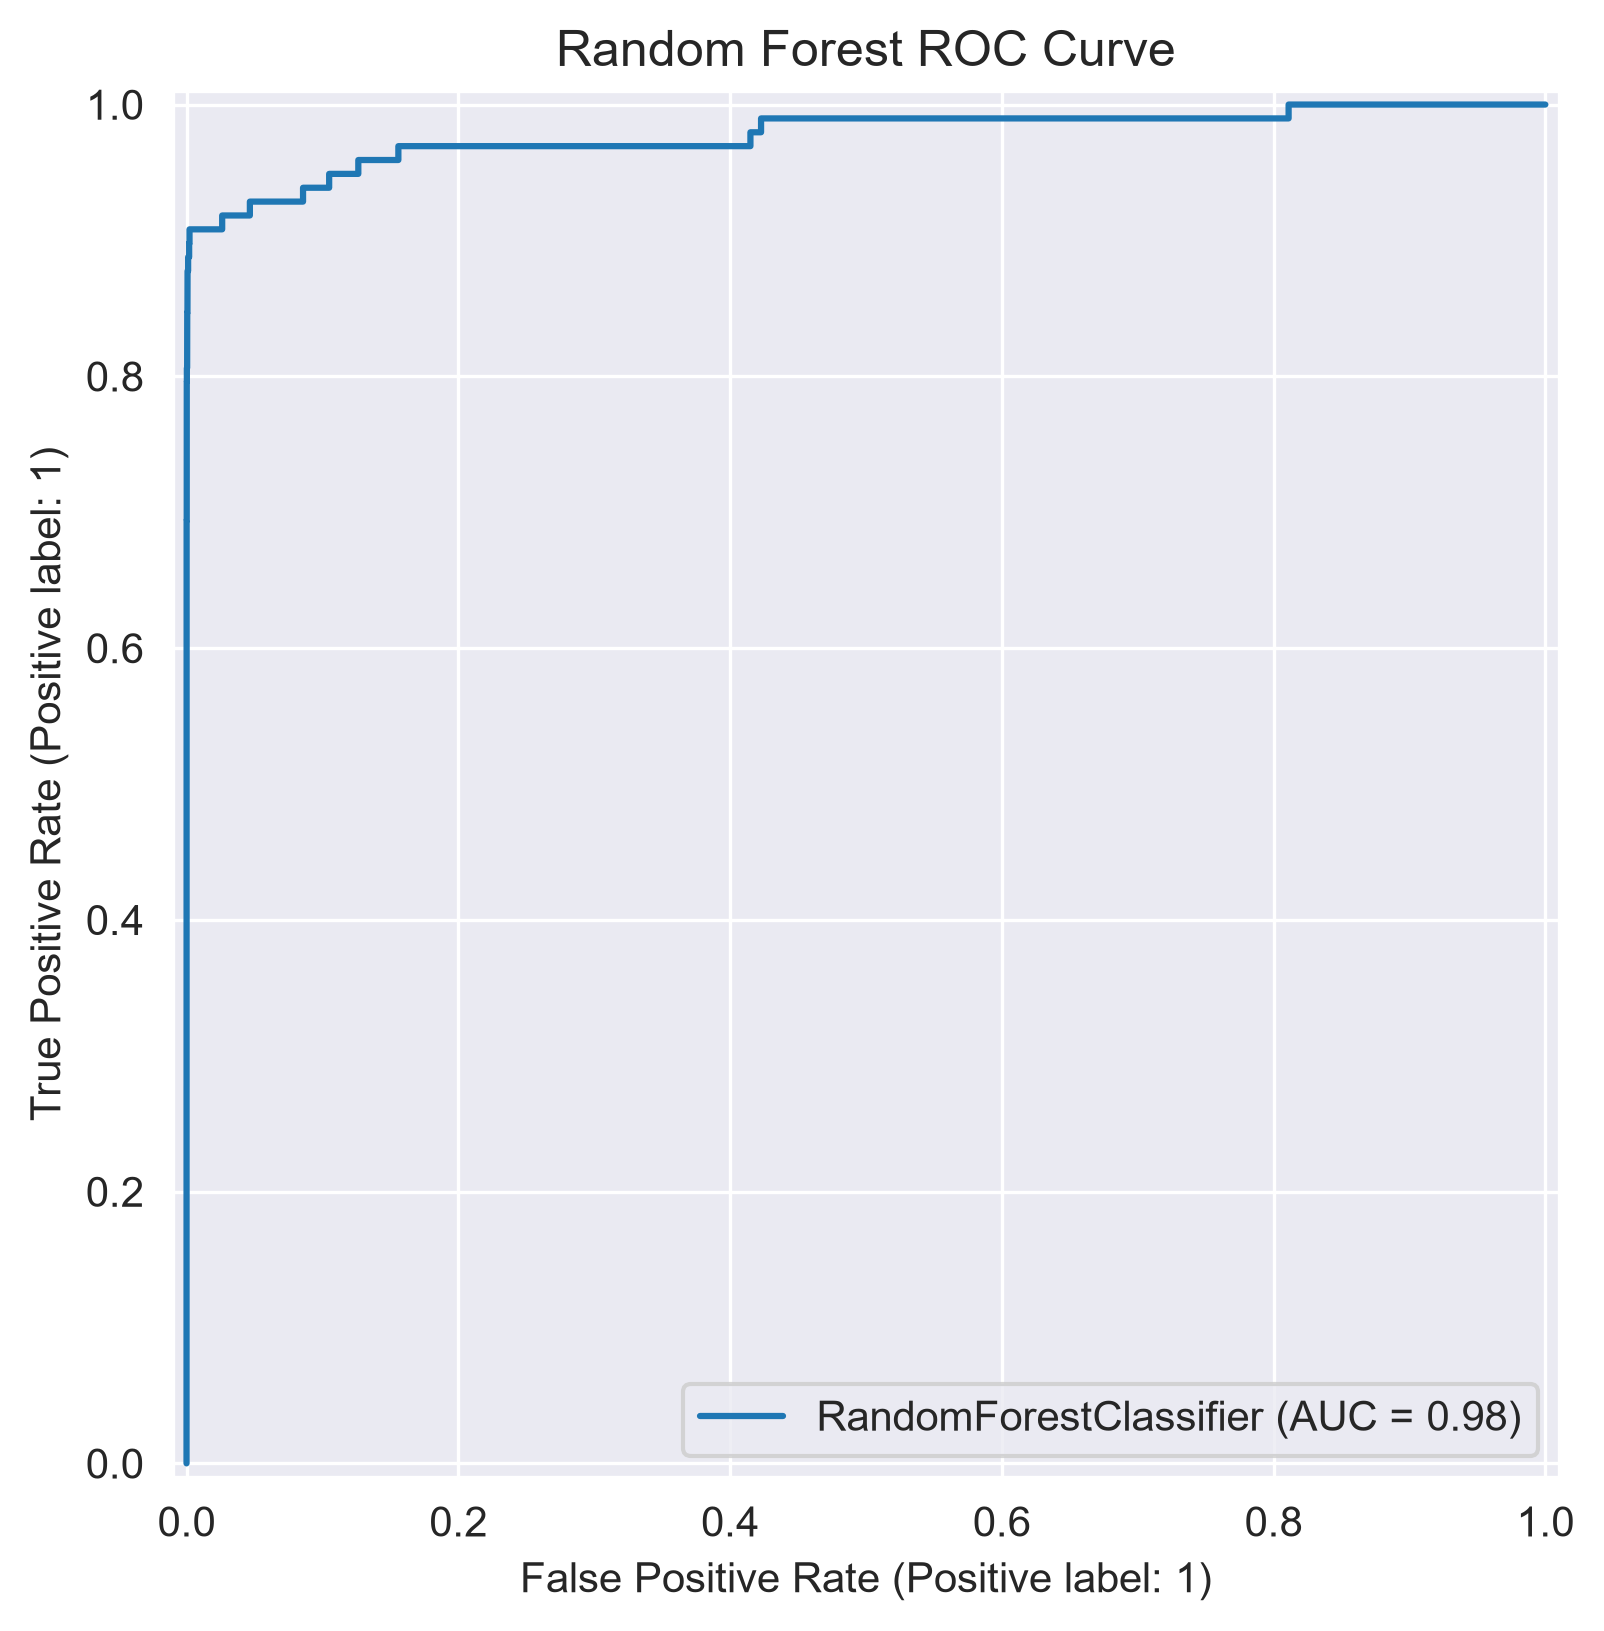 Random Forest ROC Curve
1.0
0.8
0.6
0.4
0.2
0.0
True Positive Rate (Positive label: 1)
RandomForestClassifier (AUC = 0.98)
0.0 0.2 0.4 0.6 0.8 1.0
False Positive Rate (Positive label: 1)